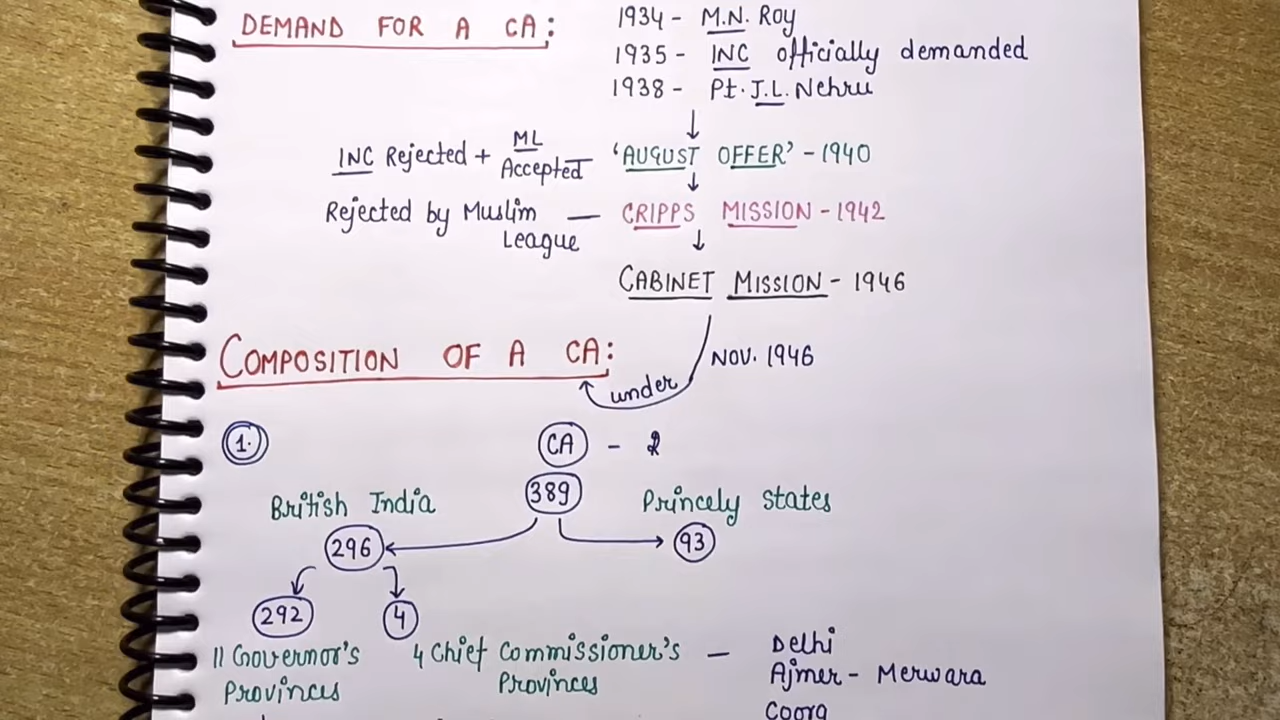 DEMAND FOR A CA:
1934 - M.N. Roy
1935 - INC officially demanded
1938 - Pt. J.L. Nehru
INC Rejected + ML Accepted - 'AUGUST OFFER' - 1940
Rejected by Muslim League - CRIPPS MISSION - 1942
CABINET MISSION - 1946
NOV. 1946
under
COMPOSITION OF A CA:
1.
CA -
389
British India
Princely States
296
93
292
4
11 Governor's Provinces
4 Chief Commissioner's Provinces -
Delhi
Ajmer - Merwara
Coorg